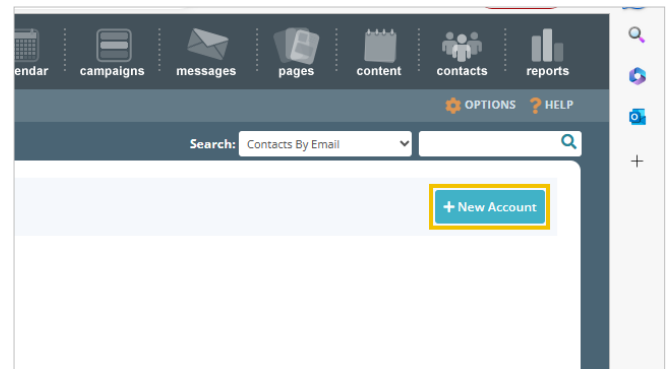 endar campaigns messages pages content contacts reports
OPTIONS ? HELP
Search: Contacts By Email
+ New Account